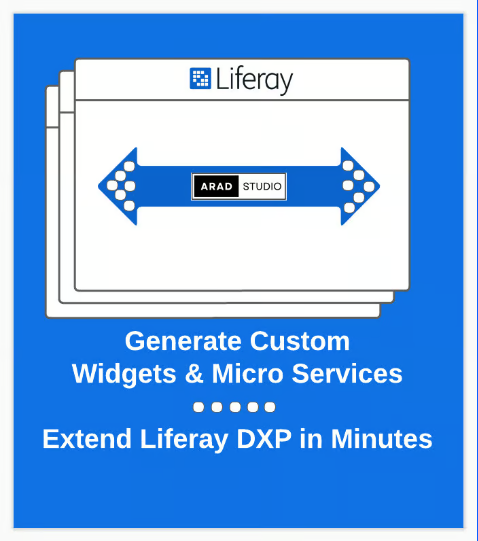 Liferay
ARAD STUDIO
Generate Custom
Widgets & Micro Services
Extend Liferay DXP in Minutes